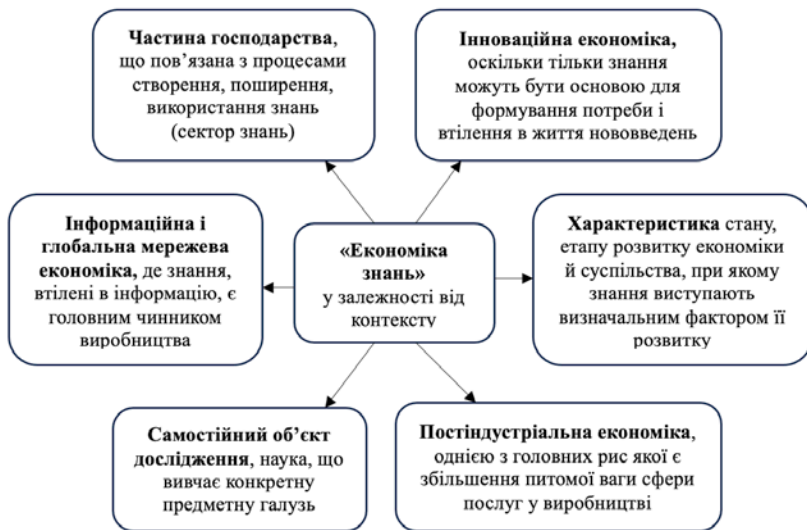 Частина господарства,
що пов’язана з процесами
створення, поширення,
використання знань
(сектор знань)
Інноваційна економіка,
оскільки тільки знання
можуть бути основою для
формування потреби і
втілення в життя нововведень
Інформаційна і
глобальна мережева
економіка, де знання,
втілені в інформацію, є
головним чинником
виробництва
«Економіка
знань»
у залежності від
контексту
Характеристика стану,
етапу розвитку економіки
й суспільства, при якому
знання виступають
визначальним фактором її
розвитку
Самостійний об’єкт
дослідження, наука, що
вивчає конкретну
предметну галузь
Постіндустріальна економіка,
однією з головних рис якої є
збільшення питомої ваги сфери
послуг у виробництві